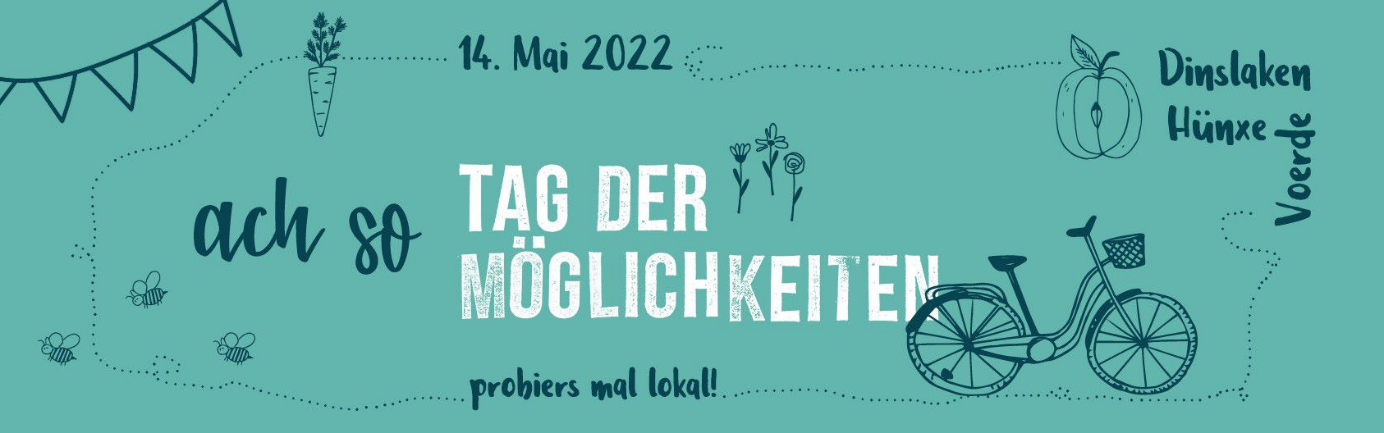 14. Mai 2022
Dinslaken
Hünxe
Voerde
ach so
TAG DER
MÖGLICHKEITEN
probiers mal lokal!